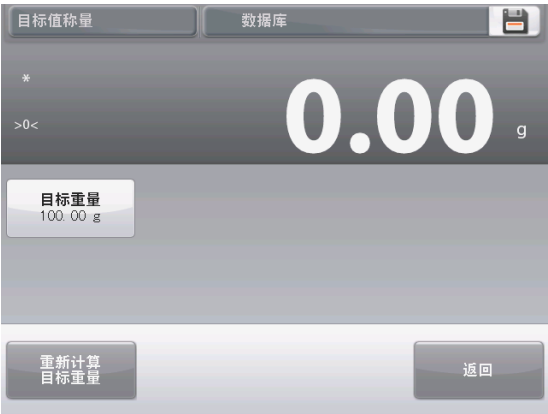 目标值称量
数据库
*
>0<
0.00 g
目标重量
100.00 g
重新计算
目标重量
返回